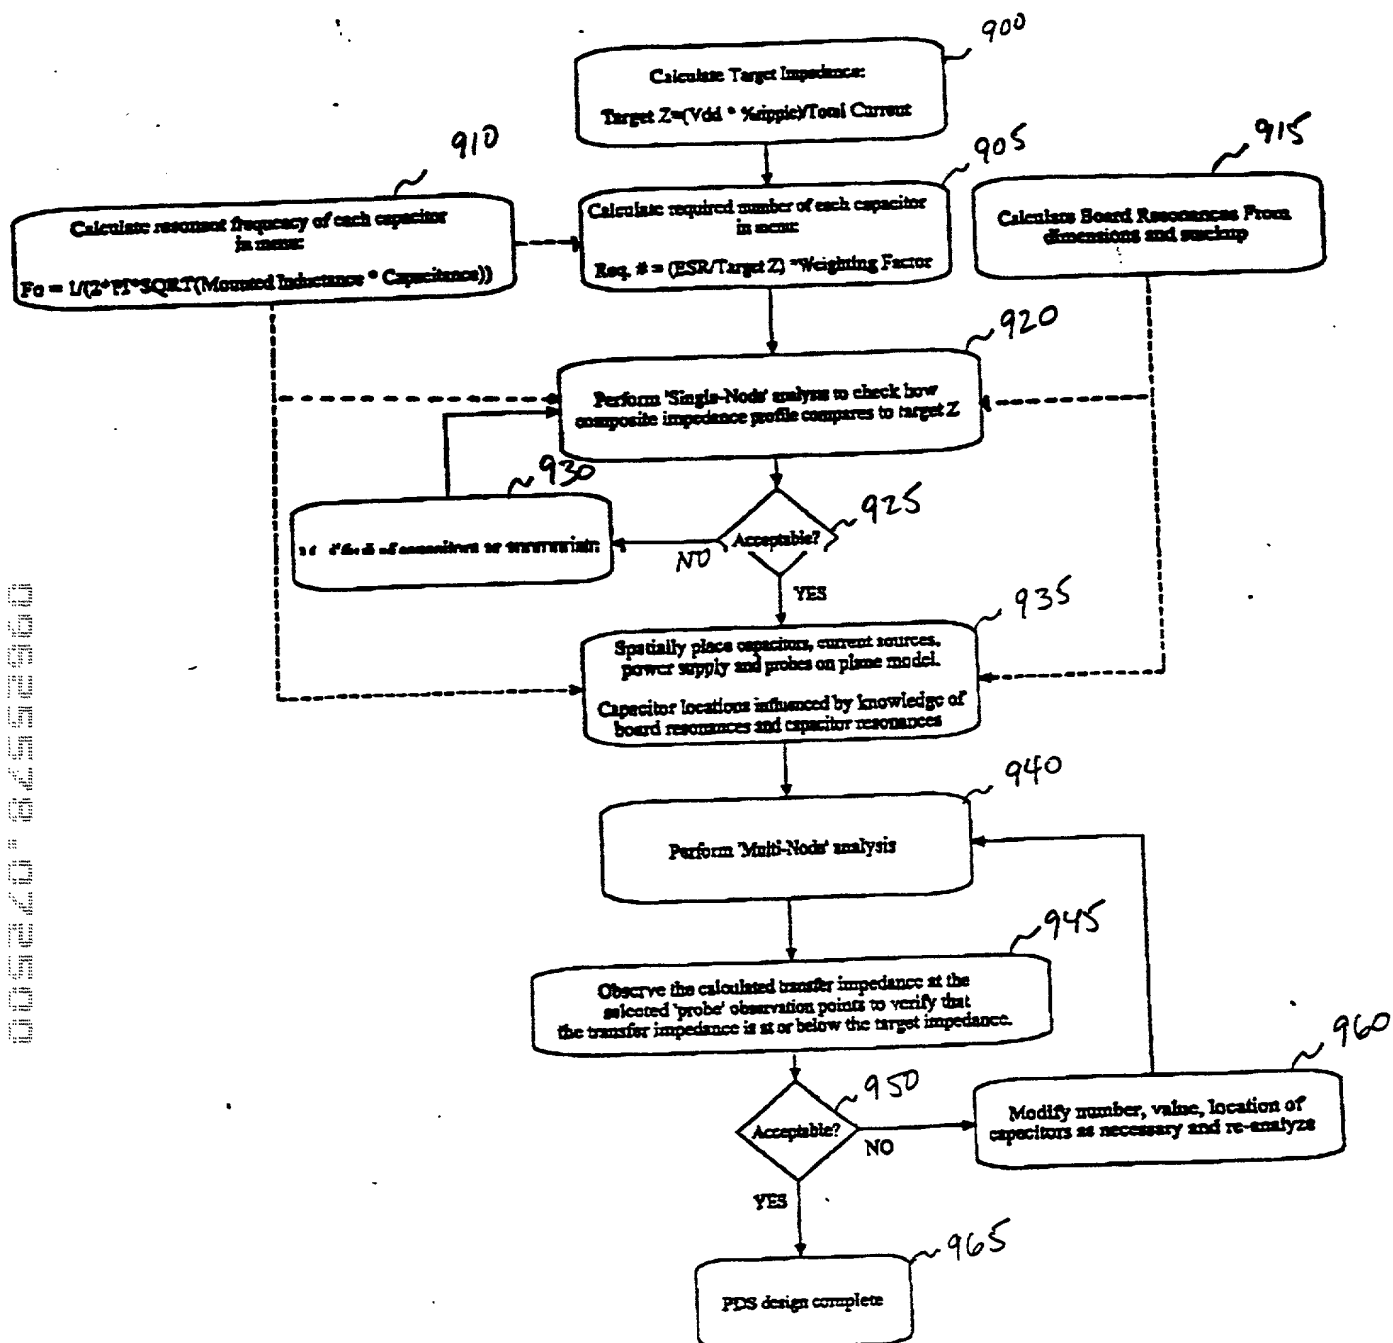 900
Calculate Target Impedance:
Target Z=(Vdd * %ripple)/Total Current
910
905
915
Calculate resonant frequency of each capacitor
in menu:
Fo = 1/(2*PI*SQRT(Mounted Inductance * Capacitance))
Calculate required number of each capacitor
in menu:
Req. # = (ESR/Target Z) *Weighting Factor
Calculate Board Resonances From
dimensions and stackup
920
Perform 'Single-Node' analysis to check how
composite impedance profile compares to target Z
930
925
of capacitors as appropriate
NO
Acceptable?
YES
935
Spatially place capacitors, current sources,
power supply and probes on plane model.
Capacitor locations influenced by knowledge of
board resonances and capacitor resonances
940
Perform 'Multi-Node' analysis
945
Observe the calculated transfer impedance at the
selected 'probe' observation points to verify that
the transfer impedance is at or below the target impedance.
960
950
Acceptable?
NO
Modify number, value, location of
capacitors as necessary and re-analyze
YES
965
PDS design complete
09625579.072500